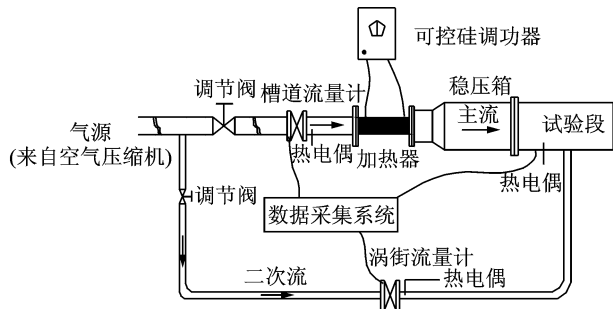 可控硅调功器
调节阀
槽道流量计
稳压箱
主流
试验段
气源
(来自空气压缩机)
热电偶
加热器
热电偶
调节阀
数据采集系统
涡街流量计
热电偶
二次流